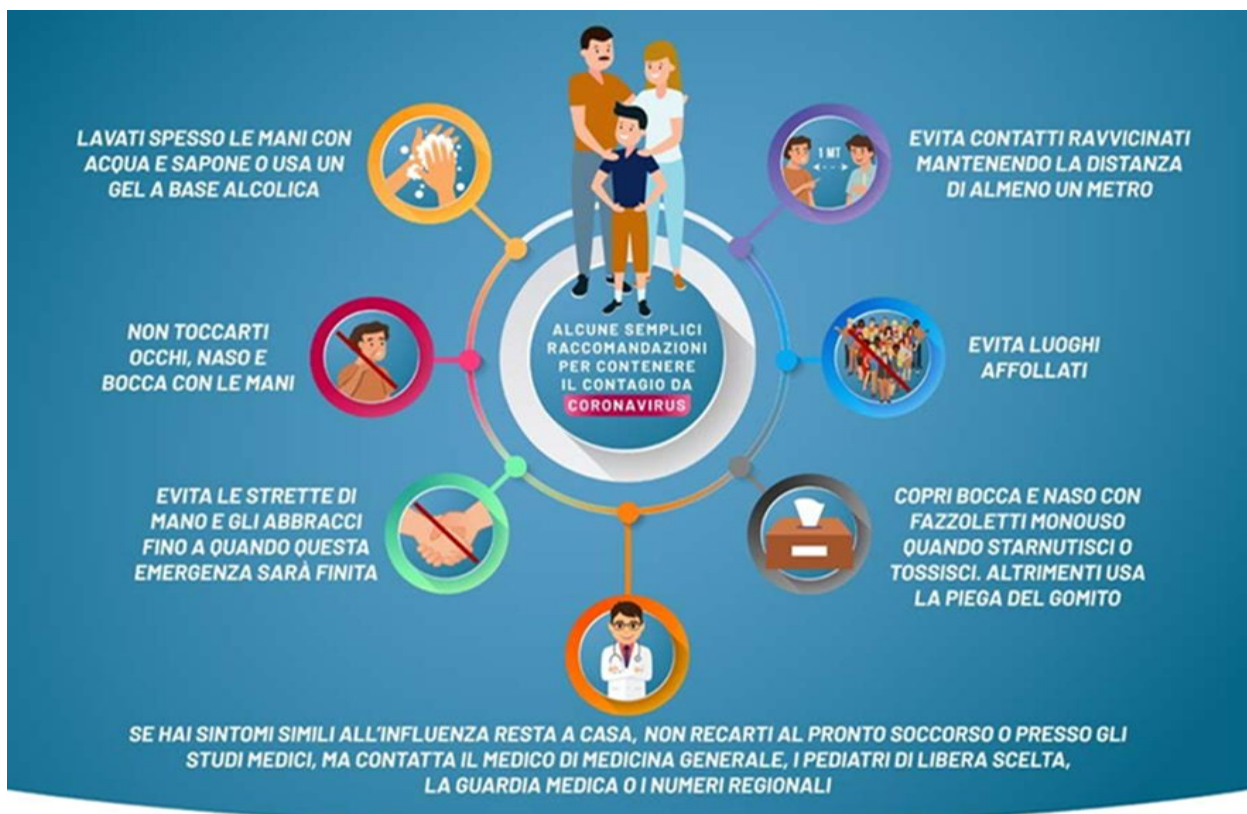 LAVATI SPESSO LE MANI CON
ACQUA E SAPONE O USA UN
GEL A BASE ALCOLICA
NON TOCCARTI
OCCHI, NASO E
BOCCA CON LE MANI
EVITA LE STRETTE DI
MANO E GLI ABBRACCI
FINO A QUANDO QUESTA
EMERGENZA SARÀ FINITA
ALCUNE SEMPLICI
RACCOMANDAZIONI
PER CONTENERE
IL CONTAGIO DA
CORONAVIRUS
1 MT
EVITA CONTATTI RAVVICINATI
MANTENENDO LA DISTANZA
DI ALMENO UN METRO
EVITA LUOGHI
AFFOLLATI
COPRI BOCCA E NASO CON
FAZZOLETTI MONOUSO
QUANDO STARNUTISCI O
TOSSISCI. ALTRIMENTI USA
LA PIEGA DEL GOMITO
SE HAI SINTOMI SIMILI ALL'INFLUENZA RESTA A CASA, NON RECARTI AL PRONTO SOCCORSO O PRESSO GLI
STUDI MEDICI, MA CONTATTA IL MEDICO DI MEDICINA GENERALE, I PEDIATRI DI LIBERA SCELTA,
LA GUARDIA MEDICA O I NUMERI REGIONALI